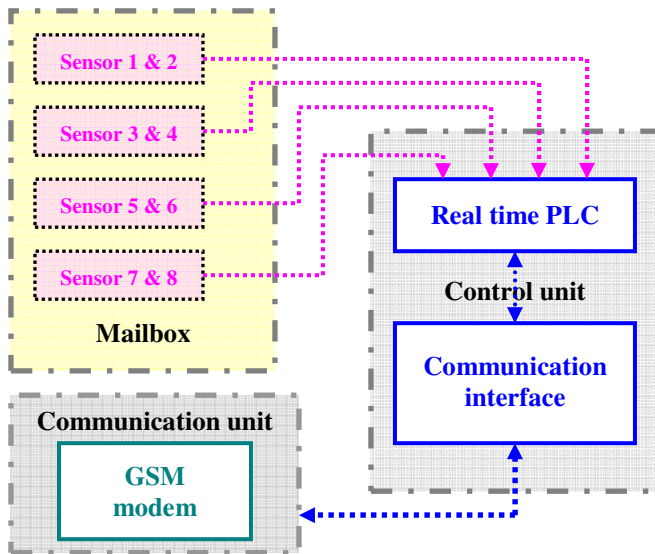 Sensor 1 & 2
Sensor 3 & 4
Sensor 5 & 6
Sensor 7 & 8
Mailbox
Real time PLC
Control unit
Communication
interface
Communication unit
GSM
modem